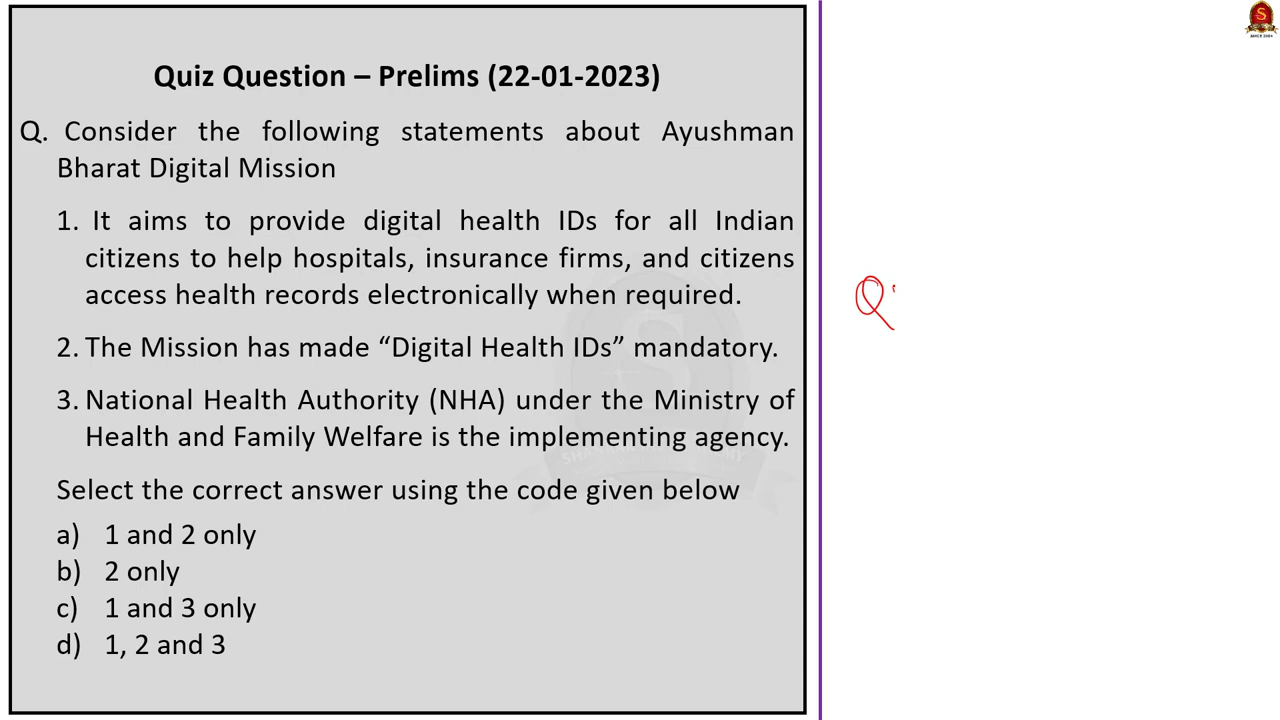 Quiz Question – Prelims (22-01-2023)
Q. Consider the following statements about Ayushman
Bharat Digital Mission
1. It aims to provide digital health IDs for all Indian
citizens to help hospitals, insurance firms, and citizens
access health records electronically when required.
2. The Mission has made “Digital Health IDs” mandatory.
3. National Health Authority (NHA) under the Ministry of
Health and Family Welfare is the implementing agency.
Select the correct answer using the code given below
a) 1 and 2 only
b) 2 only
c) 1 and 3 only
d) 1, 2 and 3
Q
S
SINCE 2004